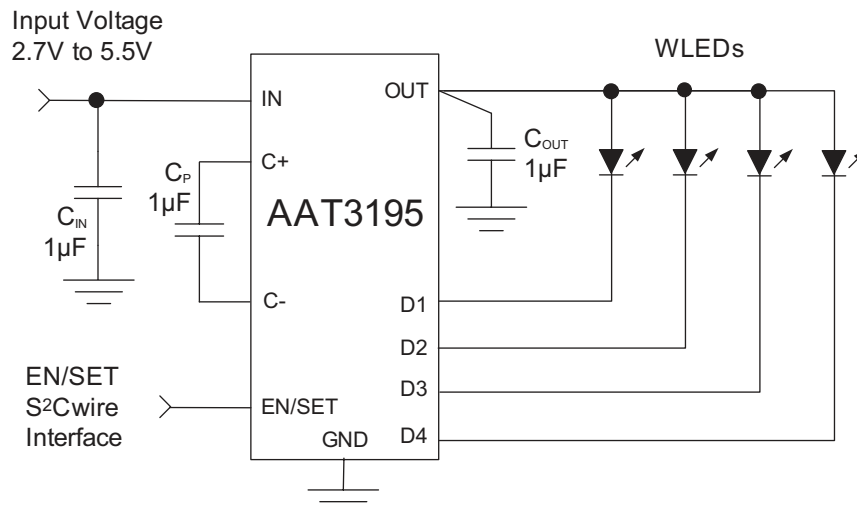 Input Voltage
2.7V to 5.5V
WLEDs
IN
OUT
C+
CP
1µF
COUT
1µF
AAT3195
CIN
1µF
C-
D1
D2
EN/SET
S²Cwire
Interface
EN/SET
D3
GND
D4